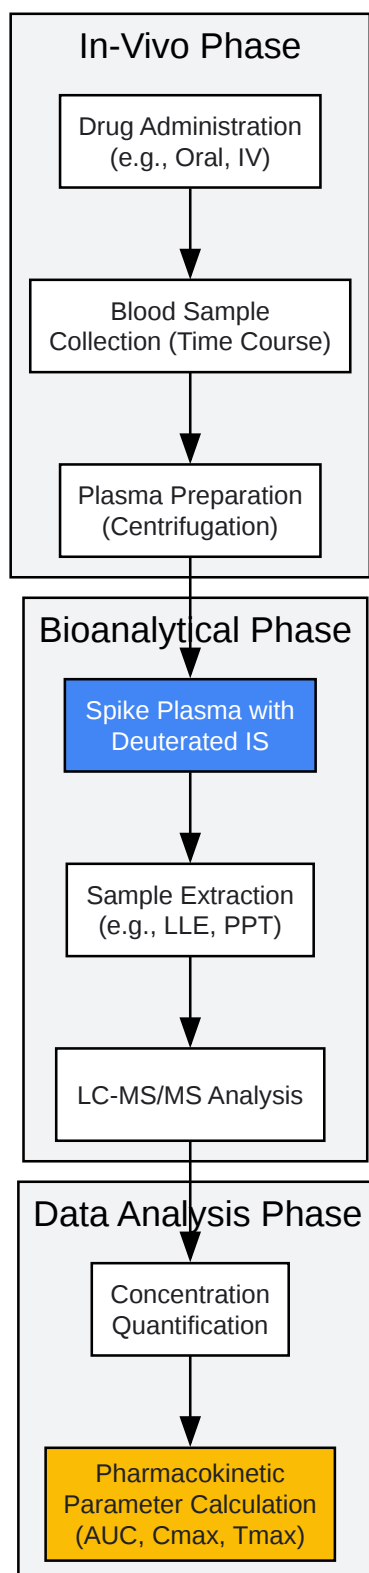 In-Vivo Phase
Drug Administration
(e.g., Oral, IV)
Blood Sample
Collection (Time Course)
Plasma Preparation
(Centrifugation)
Bioanalytical Phase
Spike Plasma with
Deuterated IS
Sample Extraction
(e.g., LLE, PPT)
LC-MS/MS Analysis
Data Analysis Phase
Concentration
Quantification
Pharmacokinetic
Parameter Calculation
(AUC, Cmax, Tmax)